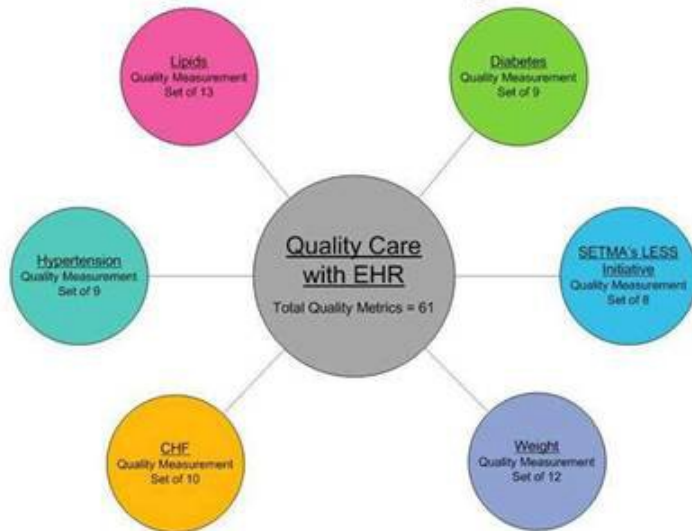 Lipids
Quality Measurement
Set of 13
Diabetes
Quality Measurement
Set of 9
Hypertension
Quality Measurement
Set of 9
Quality Care
with EHR
Total Quality Metrics = 61
SETMA's LESS
Initiative
Quality Measurement
Set of 8
CHF
Quality Measurement
Set of 10
Weight
Quality Measurement
Set of 12